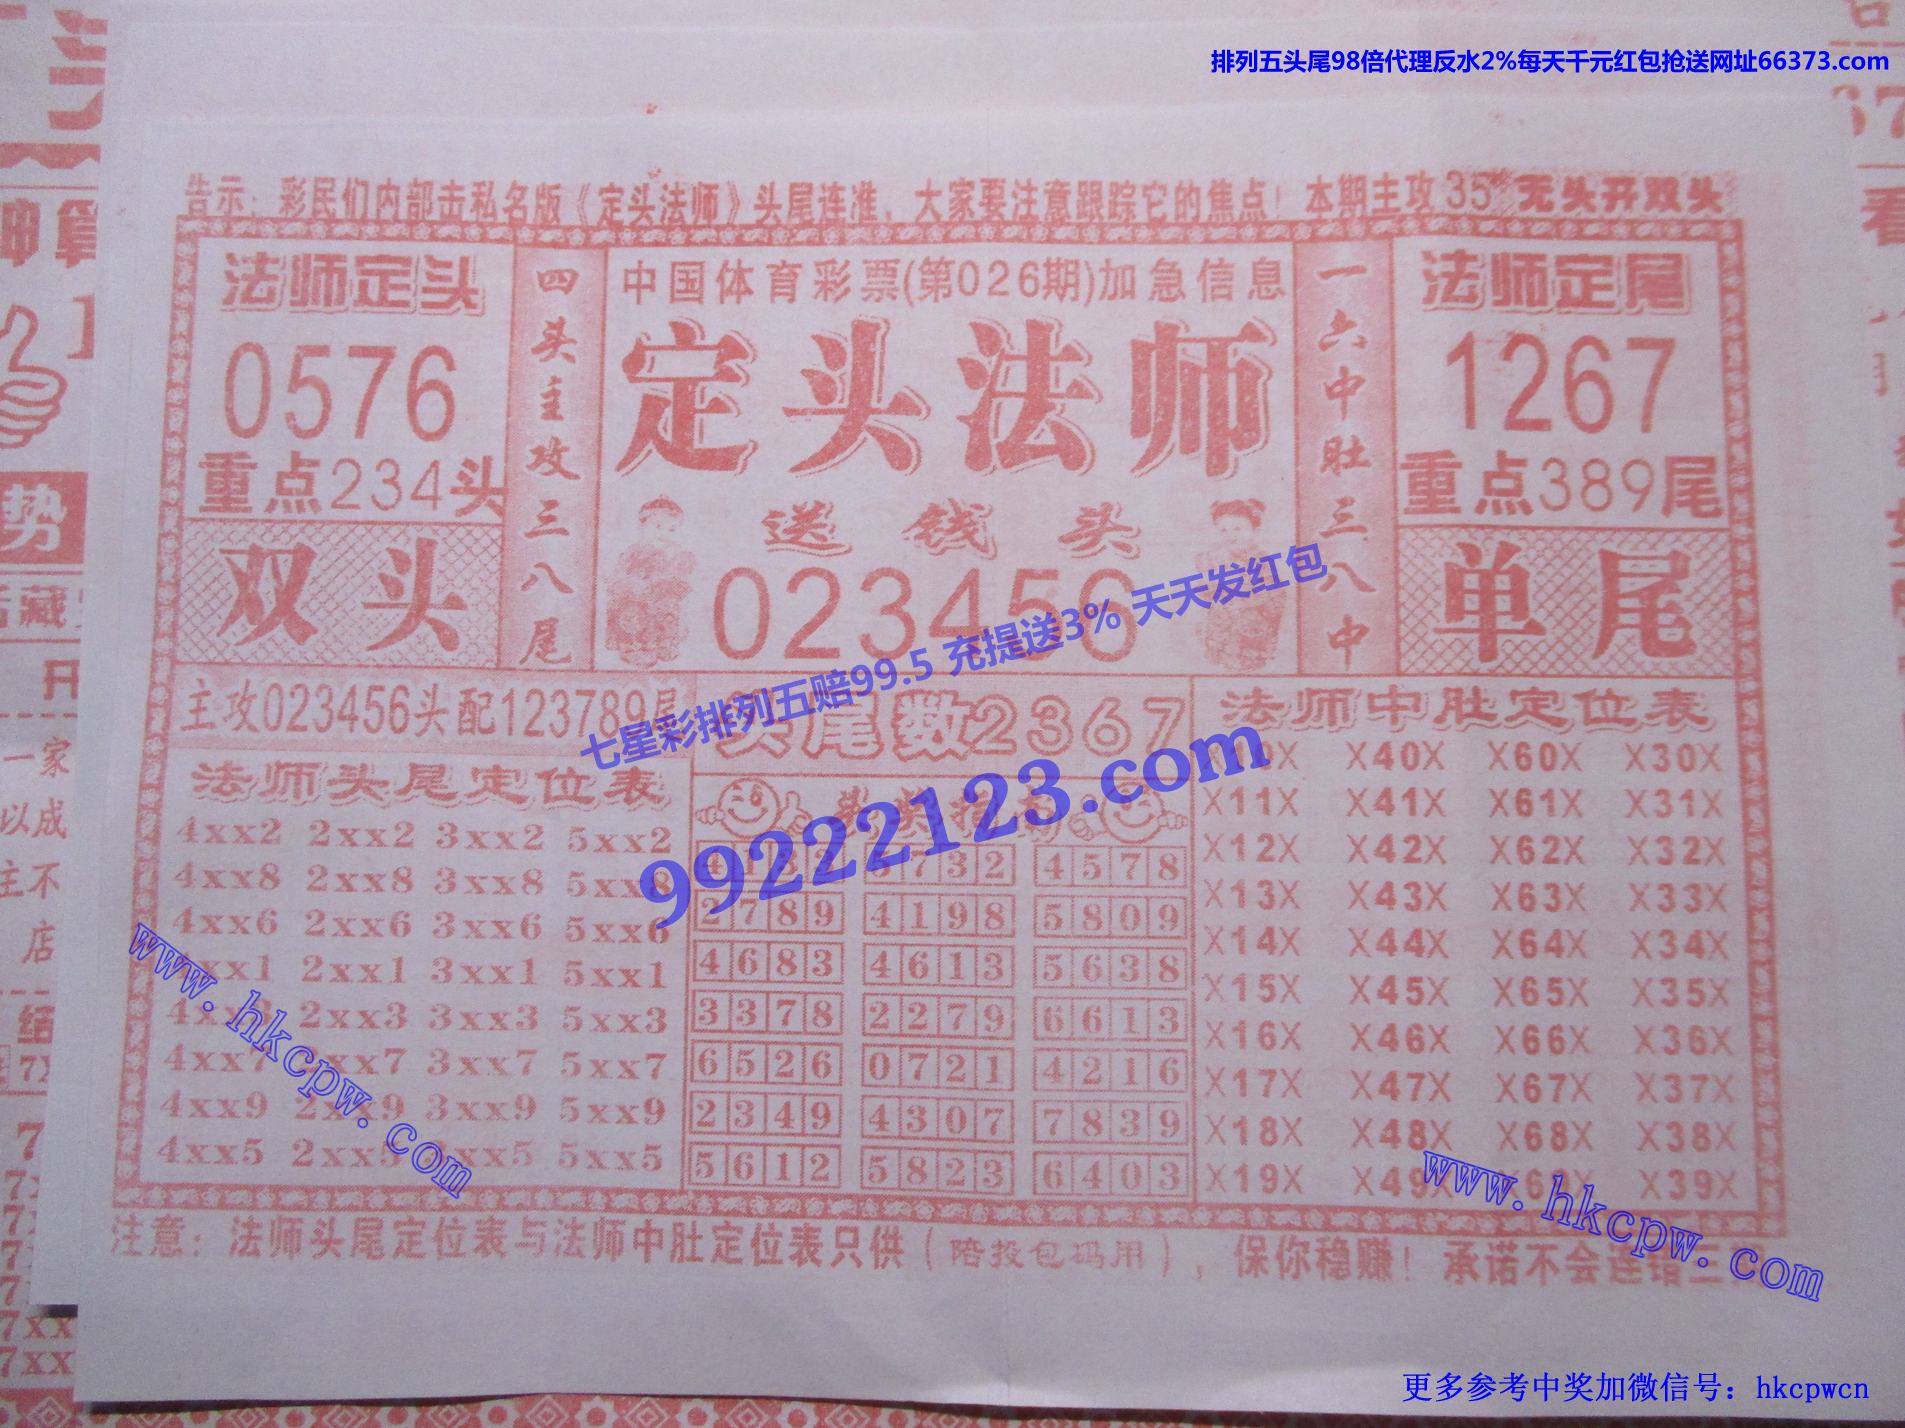 排列五头尾98倍代理反水2%每天千元红包抢送网址66373.com
告示：彩民们内部击私名版《定头法师》头尾连准，大家要注意跟踪它的焦点！本期主攻35 无头开双头
法师定头
0576
重点234头
双头
四头主攻三八尾
中国体育彩票(第026期)加急信息
定头法师
送钱头
023456
一六中肚三八中
法师定尾
1267
重点389尾
单尾
七星彩排列五赔99.5 充提送3% 天天发红包
99222123.com
主攻023456头配123789尾
法师头尾定位表
4xx2 2xx2 3xx2 5xx2
4xx8 2xx8 3xx8 5xx8
4xx6 2xx6 3xx6 5xx6
xx1 2xx1 3xx1 5xx1
2xx3 3xx3 5xx3
4xx7 2xx7 3xx7 5xx7
4xx9 2xx9 3xx9 5xx9
4xx5 2xx5 3xx5 5xx5
头尾数2367
4578
2789 4198 5809
4683 4613 5638
3378 2279 6613
6526 0721 4216
2349 4307 7839
5612 5823 6403
法师中肚定位表
X40X X60X X30X
X11X X41X X61X X31X
X12X X42X X62X X32X
X13X X43X X63X X33X
X14X X44X X64X X34X
X15X X45X X65X X35X
X16X X46X X66X X36X
X17X X47X X67X X37X
X18X X48X X68X X38X
X19X X49X X69X X39X
注意：法师头尾定位表与法师中肚定位表只供（陪投包码用），保你稳赚！承诺不会连错三
www.hkcpw.com
www.hkcpw.com
更多参考中奖加微信号：hkcpwcn